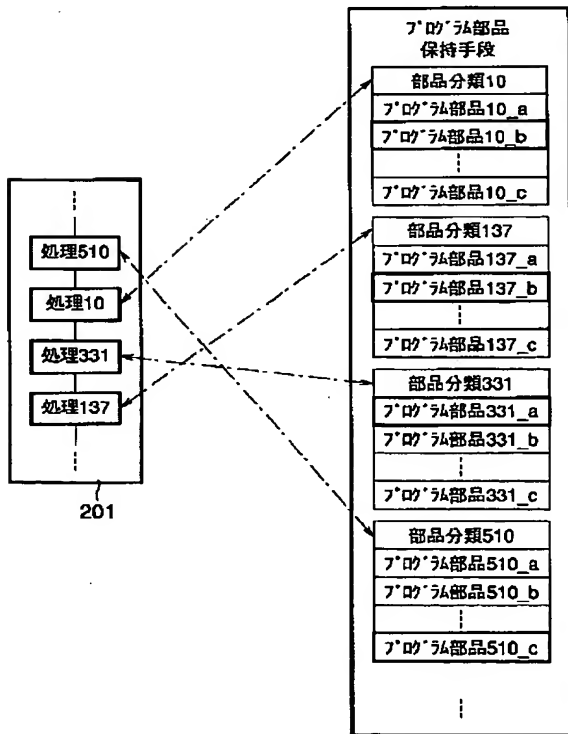 処理510
処理10
処理331
処理137
201
プログラム部品
保持手段
部品分類10
プログラム部品10_a
プログラム部品10_b
プログラム部品10_c
部品分類137
プログラム部品137_a
プログラム部品137_b
プログラム部品137_c
部品分類331
プログラム部品331_a
プログラム部品331_b
プログラム部品331_c
部品分類510
プログラム部品510_a
プログラム部品510_b
プログラム部品510_c